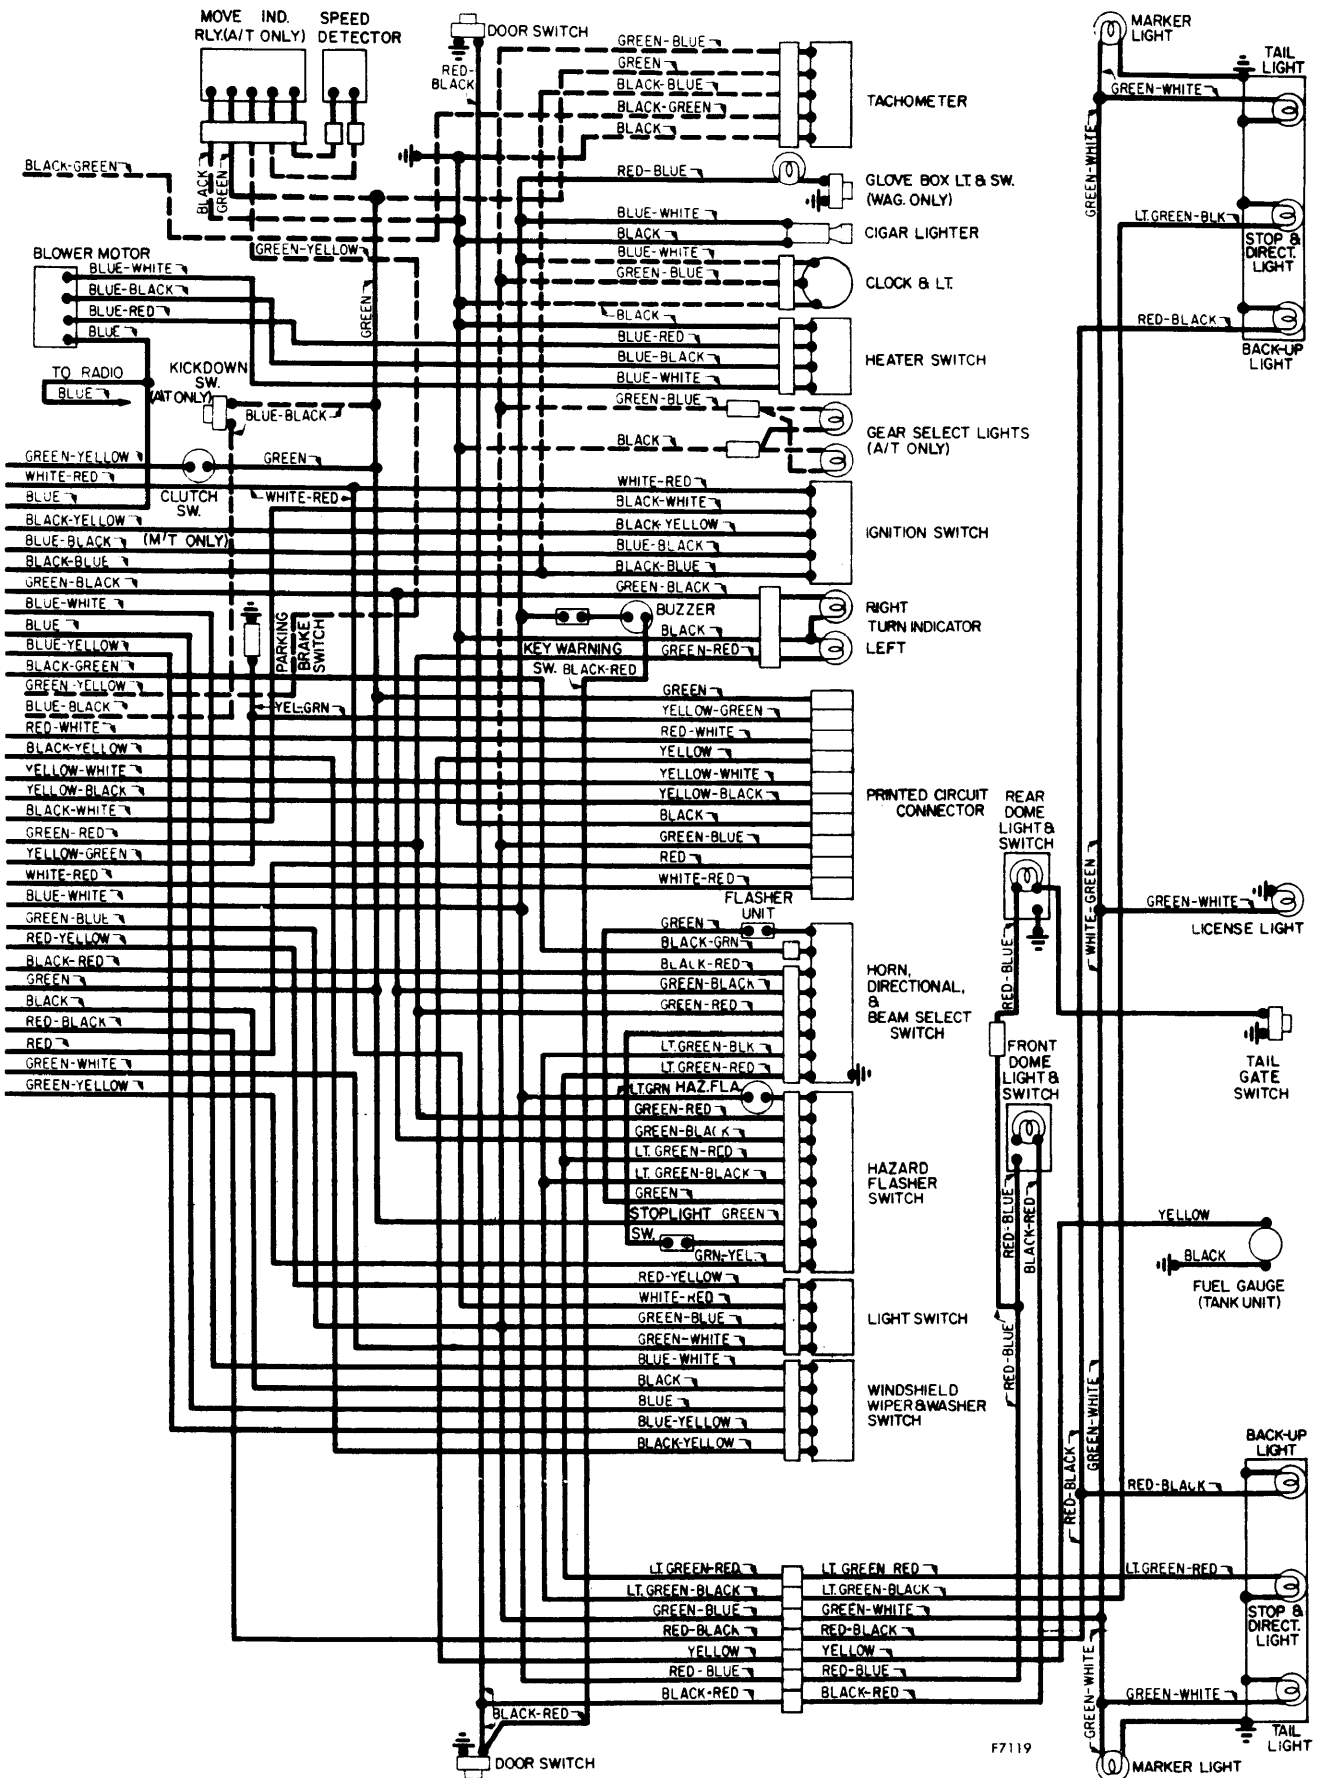 MOVE IND.
RLY.(A/T ONLY)
SPEED
DETECTOR
DOOR SWITCH
RED-
BLACK
GREEN-BLUE
GREEN
BLACK-BLUE
BLACK-GREEN
BLACK
TACHOMETER
MARKER
LIGHT
TAIL
LIGHT
GREEN-WHITE
GREEN-WHITE
BLACK-GREEN
BLACK
GREEN
GREEN-YELLOW
GREEN
RED-BLUE
GLOVE BOX LT. & SW.
(WAG. ONLY)
BLUE-WHITE
BLACK
CIGAR LIGHTER
BLUE-WHITE
GREEN-BLUE
BLACK
CLOCK & LT.
LT.GREEN-BLK
STOP &
DIRECT.
LIGHT
RED-BLACK
BACK-UP
LIGHT
BLOWER MOTOR
BLUE-WHITE
BLUE-BLACK
BLUE-RED
BLUE
TO RADIO
BLUE
KICKDOWN
SW.
(A/T ONLY)
BLUE-BLACK
BLUE-RED
BLUE-BLACK
BLUE-WHITE
HEATER SWITCH
GREEN-BLUE
BLACK
GEAR SELECT LIGHTS
(A/T ONLY)
GREEN-YELLOW
WHITE-RED
BLUE
BLACK-YELLOW
BLUE-BLACK
BLACK-BLUE
GREEN-BLACK
BLUE-WHITE
BLUE
BLUE-YELLOW
BLACK-GREEN
GREEN-YELLOW
BLUE-BLACK
RED-WHITE
BLACK-YELLOW
YELLOW-WHITE
YELLOW-BLACK
BLACK-WHITE
GREEN-RED
YELLOW-GREEN
WHITE-RED
BLUE-WHITE
GREEN-BLUE
RED-YELLOW
BLACK-RED
GREEN
BLACK
RED-BLACK
RED
GREEN-WHITE
GREEN-YELLOW
GREEN
CLUTCH
SW.
(M/T ONLY)
WHITE-RED
PARKING
BRAKE
SWITCH
YEL-GRN
WHITE-RED
BLACK-WHITE
BLACK-YELLOW
BLUE-BLACK
BLACK-BLUE
IGNITION SWITCH
GREEN-BLACK
BUZZER
BLACK
GREEN-RED
KEY WARNING
SW.
BLACK-RED
RIGHT
TURN INDICATOR
LEFT
GREEN
YELLOW-GREEN
RED-WHITE
YELLOW
YELLOW-WHITE
YELLOW-BLACK
BLACK
GREEN-BLUE
RED
WHITE-RED
PRINTED CIRCUIT
CONNECTOR
REAR
DOME
LIGHT &
SWITCH
RED-BLUE
WHITE-GREEN
GREEN-WHITE
LICENSE LIGHT
FLASHER
UNIT
GREEN
BLACK-GRN
BLACK-RED
GREEN-BLACK
GREEN-RED
LT.GREEN-BLK
LT.GREEN-RED
HORN,
DIRECTIONAL,
&
BEAM SELECT
SWITCH
FRONT
DOME
LIGHT &
SWITCH
TAIL
GATE
SWITCH
LT.GRN
HAZ.FLA.
GREEN-RED
GREEN-BLACK
LT.GREEN-RED
LT.GREEN-BLACK
GREEN
STOPLIGHT
SW.
GREEN
GRN-YEL.
HAZARD
FLASHER
SWITCH
RED-BLUE
BLACK-RED
YELLOW
BLACK
FUEL GAUGE
(TANK UNIT)
RED-YELLOW
WHITE-RED
GREEN-BLUE
GREEN-WHITE
LIGHT SWITCH
RED-BLUE
BLUE-WHITE
BLACK
BLUE
BLUE-YELLOW
BLACK-YELLOW
WINDSHIELD
WIPER & WASHER
SWITCH
GREEN-WHITE
RED-BLACK
BACK-UP
LIGHT
RED-BLACK
LT.GREEN-RED
LT.GREEN-BLACK
GREEN-BLUE
RED-BLACK
YELLOW
RED-BLUE
BLACK-RED
LT.GREEN RED
LT.GREEN-BLACK
GREEN-WHITE
RED-BLACK
YELLOW
RED-BLUE
BLACK-RED
LT.GREEN-RED
STOP &
DIRECT.
LIGHT
GREEN-WHITE
GREEN-WHITE
TAIL
LIGHT
BLACK-RED
DOOR SWITCH
F7119
MARKER LIGHT